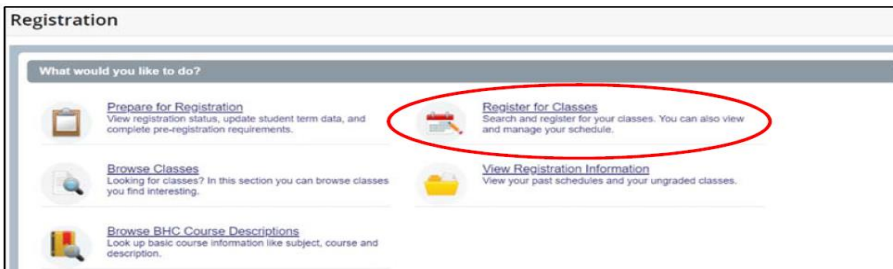 Registration
What would you like to do?
Prepare for Registration
View registration status, update student term data, and
complete pre-registration requirements.
Register for Classes
Search and register for your classes. You can also view
and manage your schedule.
Browse Classes
Looking for classes? In this section you can browse classes
you find interesting.
View Registration Information
View your past schedules and your ungraded classes.
Browse BHC Course Descriptions
Look up basic course information like subject, course and
description.